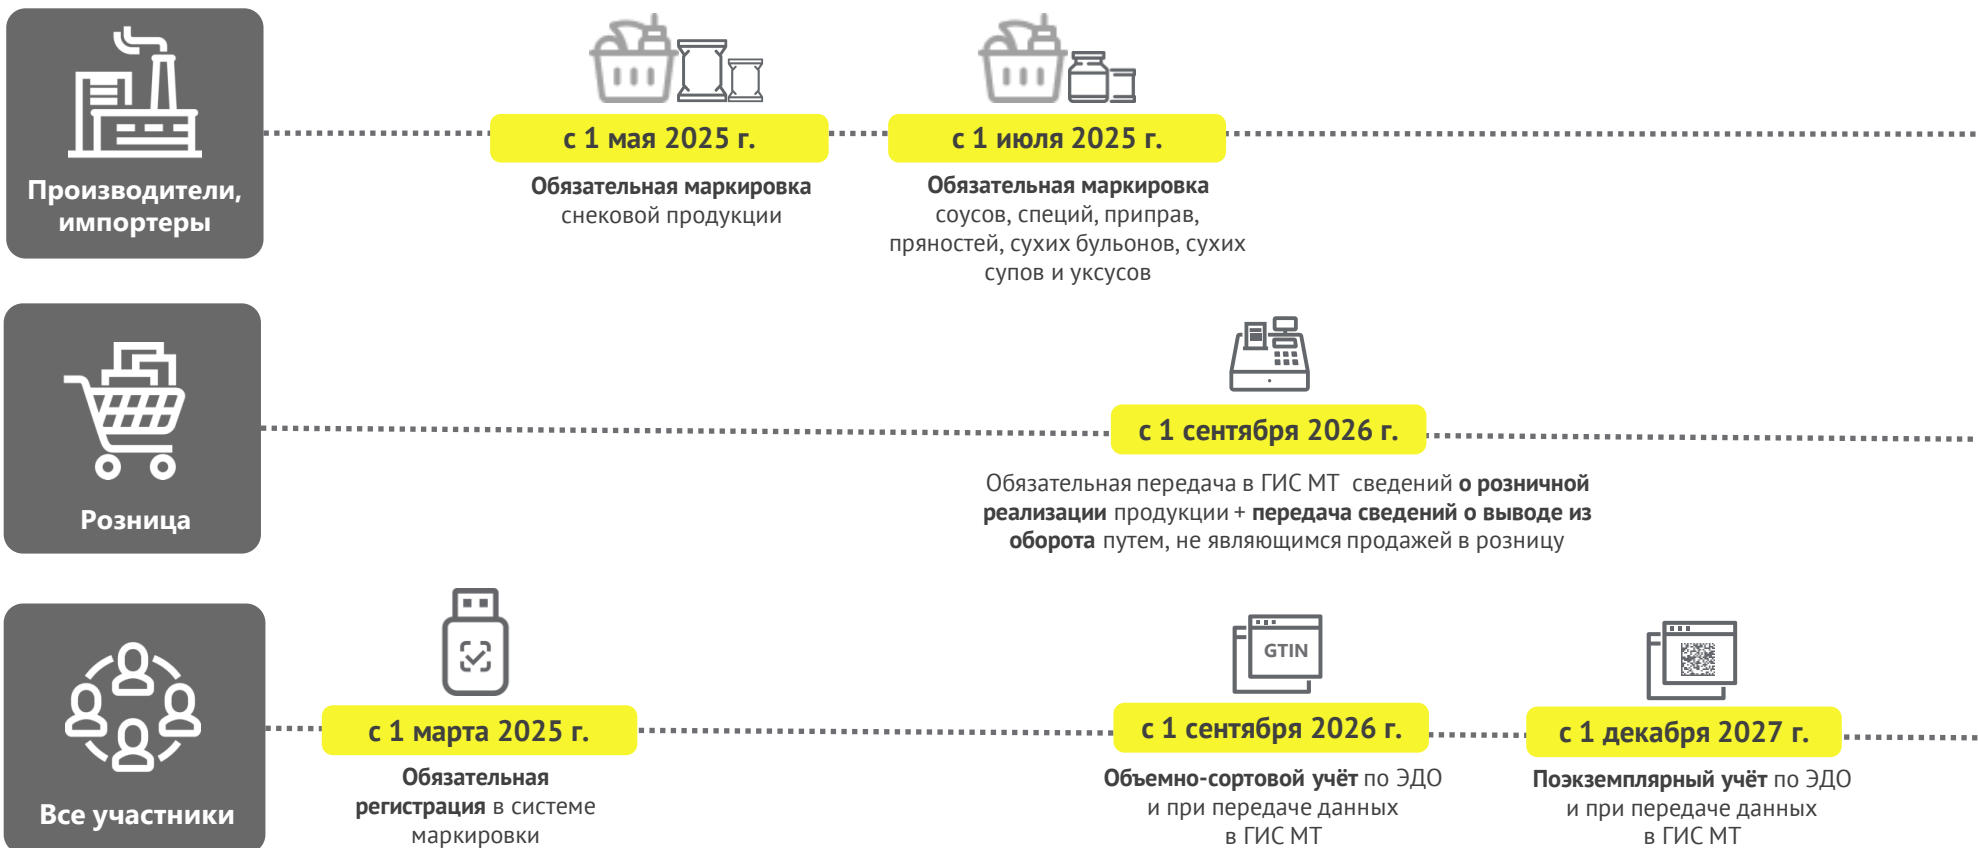 Производители,
импортеры
с 1 мая 2025 г.
Обязательная маркировка
снековой продукции
с 1 июля 2025 г.
Обязательная маркировка
соусов, специй, приправ,
пряностей, сухих бульонов, сухих
супов и уксусов
Розница
с 1 сентября 2026 г.
Обязательная передача в ГИС МТ сведений о розничной
реализации продукции + передача сведений о выводе из
оборота путем, не являющимся продажей в розницу
Все участники
с 1 марта 2025 г.
Обязательная
регистрация в системе
маркировки
GTIN
с 1 сентября 2026 г.
Объемно-сортовой учёт по ЭДО
и при передаче данных
в ГИС МТ
с 1 декабря 2027 г.
Поэкземплярный учёт по ЭДО
и при передаче данных
в ГИС МТ